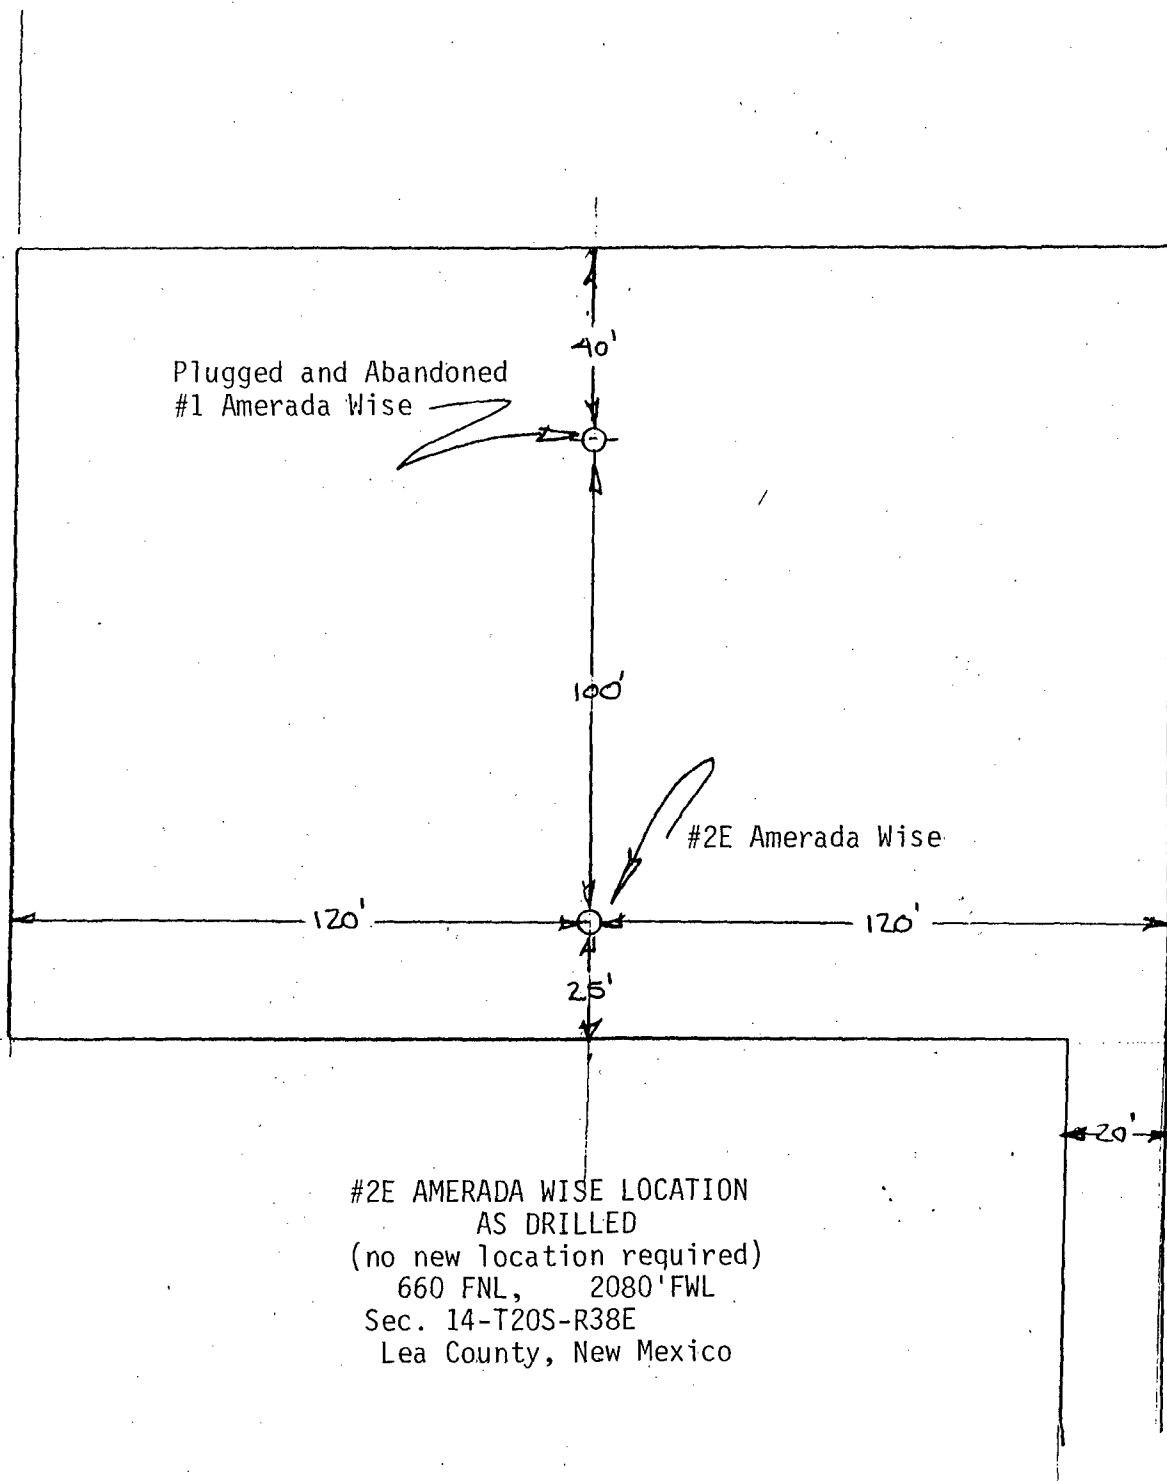 40'
Plugged and Abandoned
#1 Amerada Wise
100'
#2E Amerada Wise
120'
120'
25'
20'
#2E AMERADA WISE LOCATION
AS DRILLED
(no new location required)
660 FNL, 2080'FWL
Sec. 14-T20S-R38E
Lea County, New Mexico